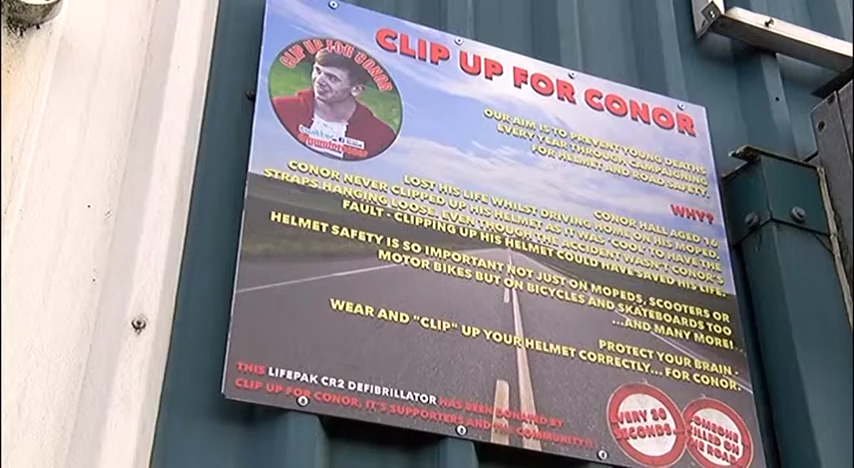 CLIP UP FOR CONOR
CLIP UP FOR CONOR
OUR AIM IS TO PREVENT YOUNG DEATHS
EVERY YEAR THROUGH CAMPAIGNING
FOR HELMET AND ROAD SAFETY.
WHY?
CONOR HALL AGED 16
LOST HIS LIFE WHILST DRIVING HOME ON HIS MOPED.
CONOR NEVER CLIPPED UP HIS HELMET AS IT WAS "COOL" TO HAVE THE
STRAPS HANGING LOOSE, EVEN THOUGH THE ACCIDENT WASN'T CONOR'S
FAULT - CLIPPING UP HIS HELMET COULD HAVE SAVED HIS LIFE.
HELMET SAFETY IS SO IMPORTANT NOT JUST ON MOPEDS, SCOOTERS OR
MOTOR BIKES BUT ON BICYCLES AND SKATEBOARDS TOO
...AND MANY MORE!
WEAR AND "CLIP" UP YOUR HELMET CORRECTLY...FOR CONOR.
PROTECT YOUR BRAIN -
THIS LIFEPAK CR2 DEFIBRILLATOR HAS BEEN DONATED BY
CLIP UP FOR CONOR, IT'S SUPPORTERS AND COMMUNITY!
EVERY 30
SECONDS
SOMEONE
KILLED ON
THE ROAD